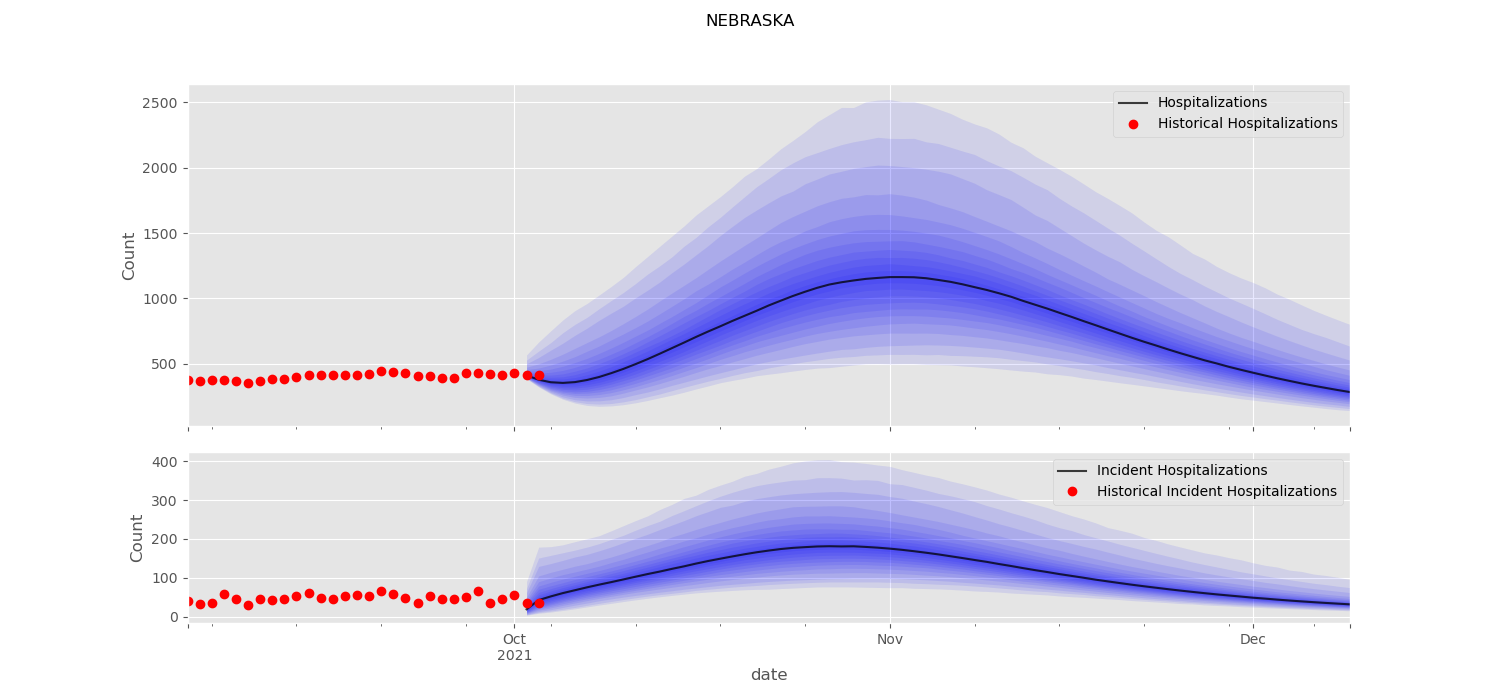 NEBRASKA
2500
2000
1500
1000
500
Count
Hospitalizations
Historical Hospitalizations
400
300
200
100
0
Count
Incident Hospitalizations
Historical Incident Hospitalizations
Oct
2021
Nov
Dec
date